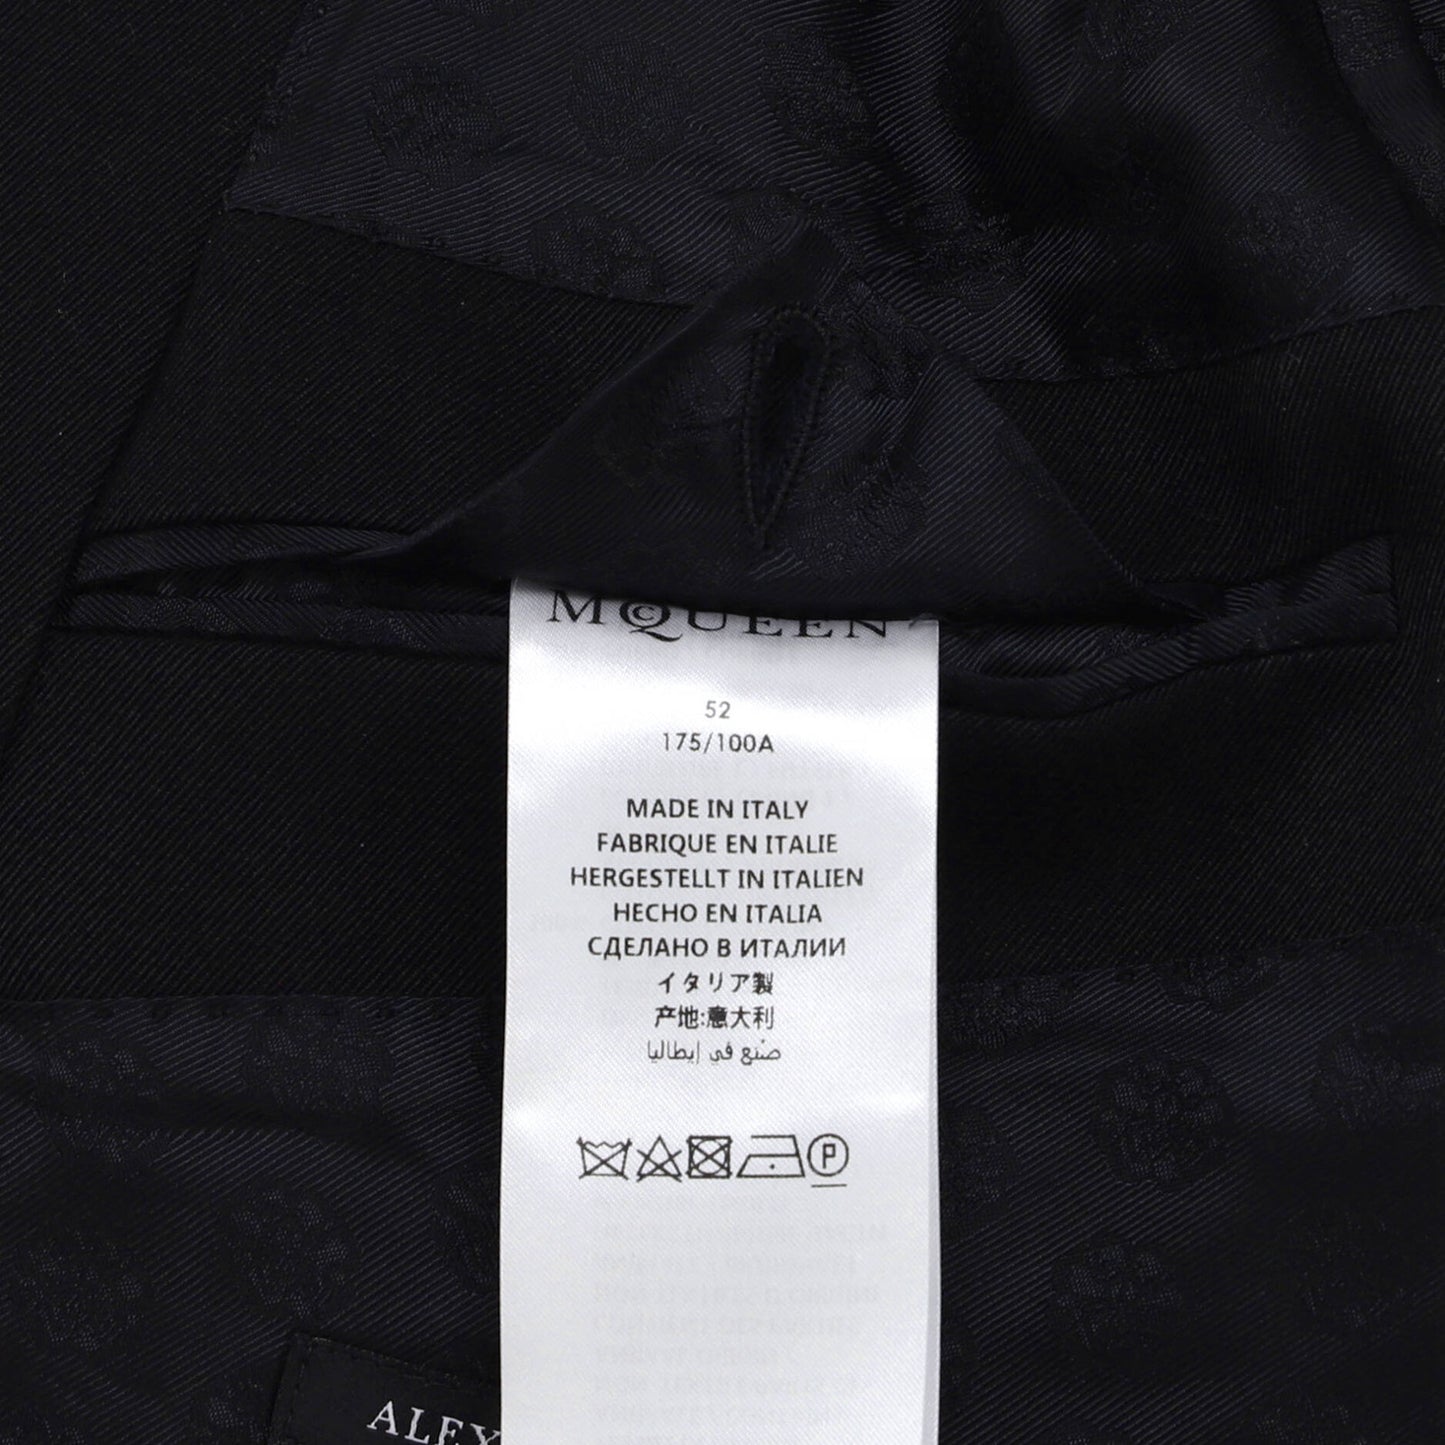 MCQUEEN
52
175/100A
MADE IN ITALY
FABRIQUE EN ITALIE
HERGESTELLT IN ITALIEN
HECHO EN ITALIA
СДЕЛАНО В ИТАЛИИ
イタリア製
产地:意大利
صُنع في إيطاليا
P
ALEX